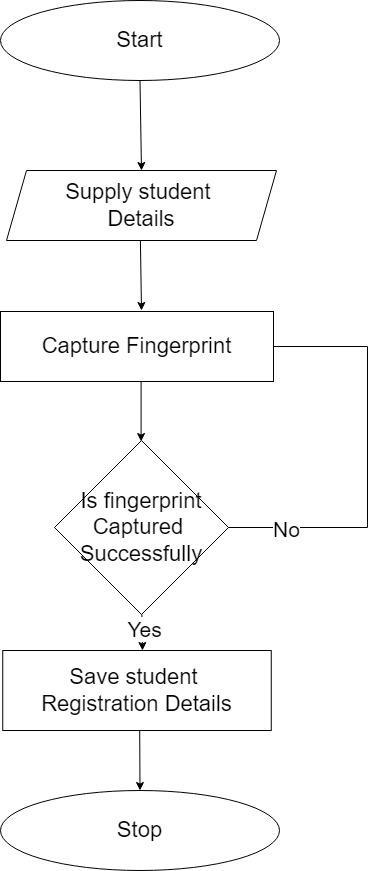 Start
Supply student
Details
Capture Fingerprint
Is fingerprint
Captured
Successfully
No
Yes
Save student
Registration Details
Stop